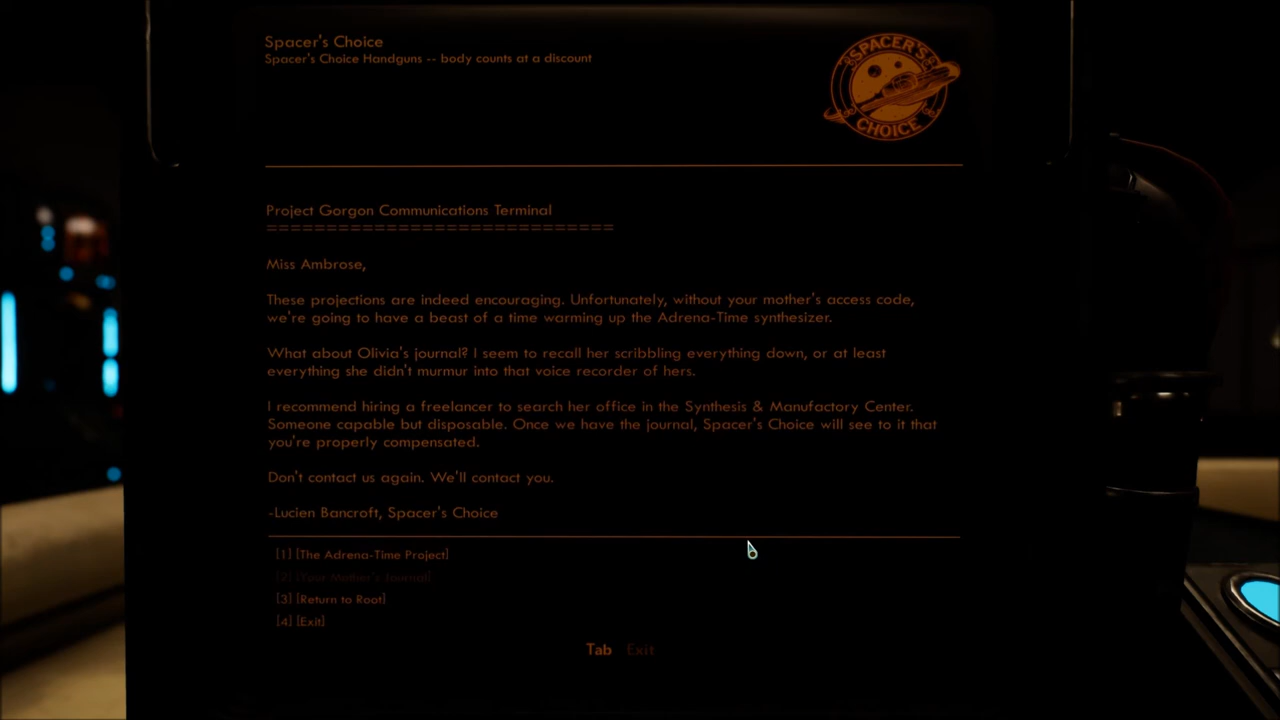 Spacer's Choice
Spacer's Choice Handguns -- body counts at a discount
SPACER'S
CHOICE
Project Gorgon Communications Terminal
=============================
Miss Ambrose,
These projections are indeed encouraging. Unfortunately, without your mother's access code,
we're going to have a beast of a time warming up the Adrena-Time synthesizer.
What about Olivia's journal? I seem to recall her scribbling everything down, or at least
everything she didn't murmur into that voice recorder of hers.
I recommend hiring a freelancer to search her office in the Synthesis & Manufactory Center.
Someone capable but disposable. Once we have the journal, Spacer's Choice will see to it that
you're properly compensated.
Don't contact us again. We'll contact you.
-Lucien Bancroft, Spacer's Choice
[1] [The Adrena-Time Project]
[2] [Your Mother's Journal]
[3] [Return to Root]
[4] [Exit]
Tab Exit